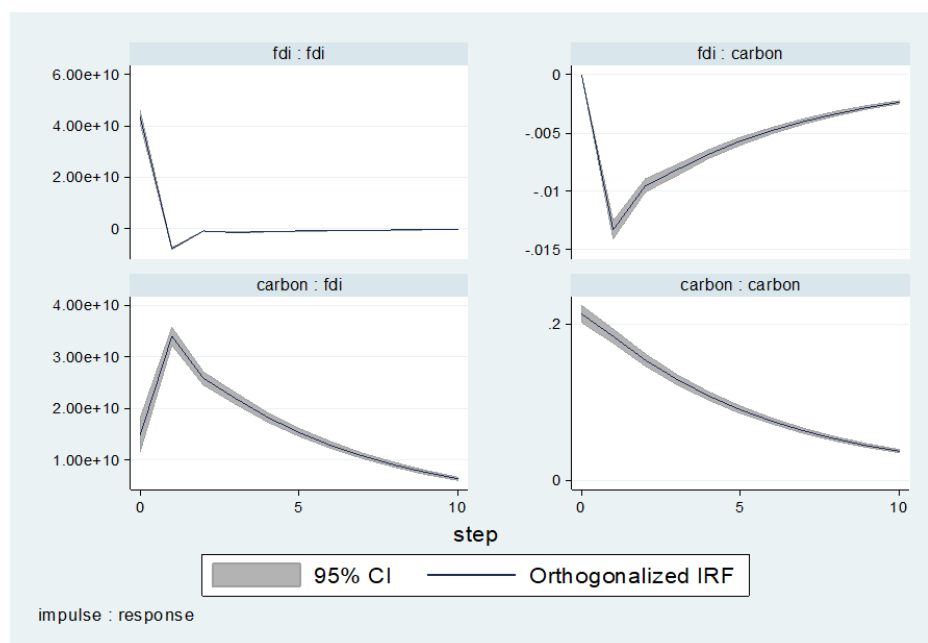 fdi : fdi
6.00e+10
4.00e+10
2.00e+10
0
fdi : carbon
0
-.005
-.01
-.015
carbon : fdi
4.00e+10
3.00e+10
2.00e+10
1.00e+10
0 5 10
carbon : carbon
.2
0
0 5 10
step
95% CI Orthogonalized IRF
impulse : response